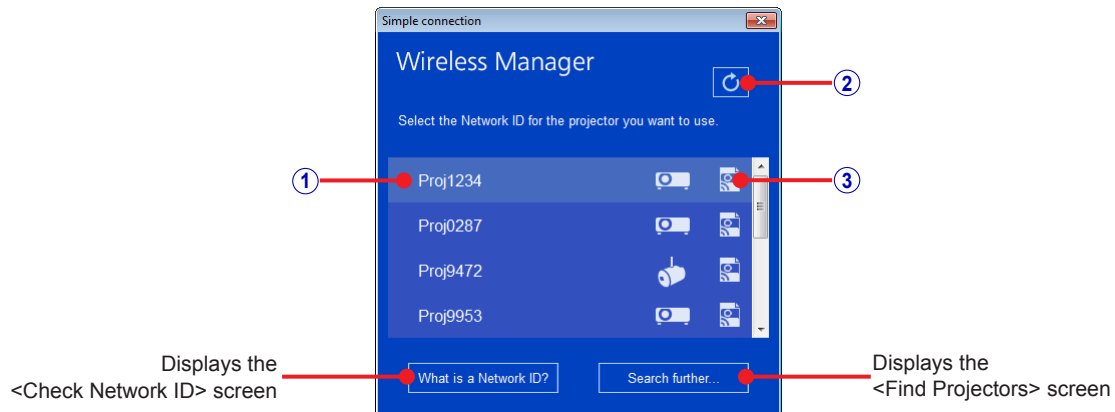 Simple connection
Wireless Manager
2
Select the Network ID for the projector you want to use.
1
Proj1234
3
Proj0287
Proj9472
Proj9953
Displays the
<Check Network ID> screen
What is a Network ID?
Search further...
Displays the
<Find Projectors> screen